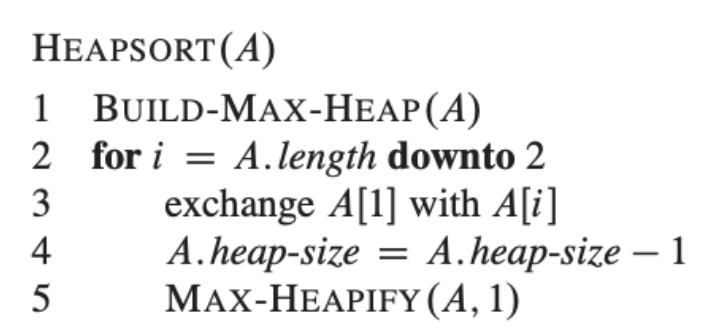 HEAPSORT(A)
1 BUILD-MAX-HEAP(A)
2 for i = A.length downto 2
3 exchange A[1] with A[i]
4 A.heap-size = A.heap-size − 1
5 MAX-HEAPIFY(A, 1)